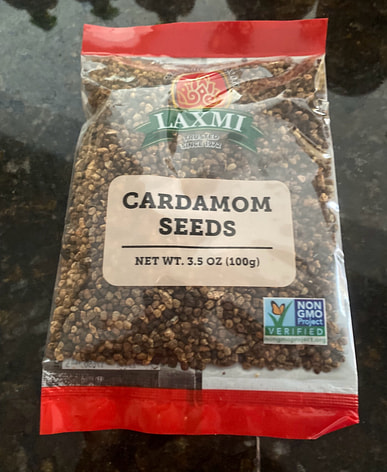 LAXMI
TRUSTED
SINCE 1972
CARDAMOM
SEEDS
NET WT. 3.5 OZ (100g)
NON
GMO
Project
VERIFIED
nongmoproject.org